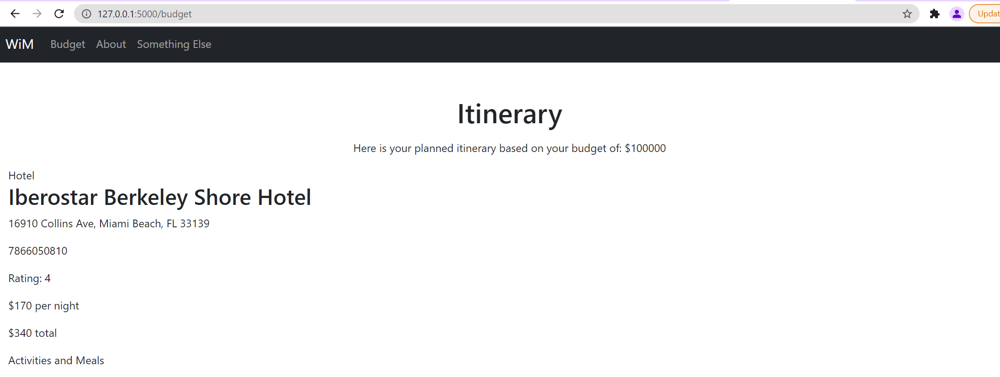 127.0.0.1:5000/budget
Updat
WiM Budget About Something Else
Itinerary
Here is your planned itinerary based on your budget of: $100000
Hotel
Iberostar Berkeley Shore Hotel
16910 Collins Ave, Miami Beach, FL 33139
7866050810
Rating: 4
$170 per night
$340 total
Activities and Meals